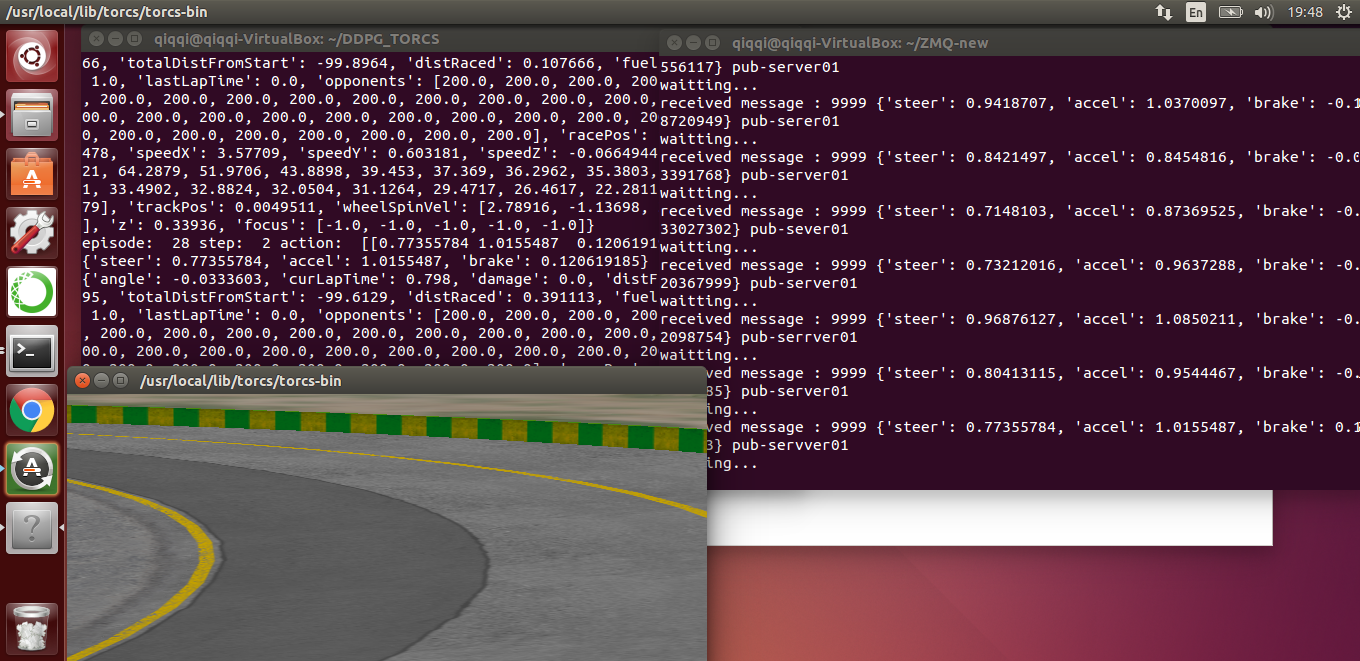 /usr/local/lib/torcs/torcs-bin
En
19:48
qiqqi@qiqqi-VirtualBox: ~/DDPG_TORCS
66, 'totalDistFromStart': -99.8964, 'distRaced': 0.107666, 'fuel
 1.0, 'lastLapTime': 0.0, 'opponents': [200.0, 200.0, 200.0, 200
, 200.0, 200.0, 200.0, 200.0, 200.0, 200.0, 200.0, 200.0, 200.0,
00.0, 200.0, 200.0, 200.0, 200.0, 200.0, 200.0, 200.0, 200.0, 20
0.0, 200.0, 200.0, 200.0, 200.0, 200.0, 200.0], 'racePos':
478, 'speedX': 3.57709, 'speedY': 0.603181, 'speedZ': -0.0664944
21, 64.2879, 51.9706, 43.8898, 39.453, 37.369, 36.2962, 35.3803,
1, 33.4902, 32.8824, 32.0504, 31.1264, 29.4717, 26.4617, 22.2811
79], 'trackPos': 0.0049511, 'wheelSpinVel': [2.78916, -1.13698,
], 'z': 0.33936, 'focus': [-1.0, -1.0, -1.0, -1.0, -1.0]}
episode:  28 step:  2 action:  [[0.77355784 1.0155487  0.1206191
{'steer': 0.77355784, 'accel': 1.0155487, 'brake': 0.120619185}
{'angle': -0.0333603, 'curLapTime': 0.798, 'damage': 0.0, 'distF
95, 'totalDistFromStart': -99.6129, 'distRaced': 0.391113, 'fuel
 1.0, 'lastLapTime': 0.0, 'opponents': [200.0, 200.0, 200.0, 200
, 200.0, 200.0, 200.0, 200.0, 200.0, 200.0, 200.0, 200.0, 200.0,
00.0, 200.0, 200.0, 200.0, 200.0, 200.0, 200.0, 200.0, 200.0, 20
qiqqi@qiqqi-VirtualBox: ~/ZMQ-new
556117} pub-server01
waitting...
received message : 9999 {'steer': 0.9418707, 'accel': 1.0370097, 'brake': -0.1
8720949} pub-serer01
waitting...
received message : 9999 {'steer': 0.8421497, 'accel': 0.8454816, 'brake': -0.0
3391768} pub-server01
waitting...
received message : 9999 {'steer': 0.7148103, 'accel': 0.87369525, 'brake': -0.
33027302} pub-sever01
waitting...
received message : 9999 {'steer': 0.73212016, 'accel': 0.9637288, 'brake': -0.
20367999} pub-serrver01
waitting...
received message : 9999 {'steer': 0.96876127, 'accel': 1.0850211, 'brake': -0.
2098754} pub-serrver01
waitting...
ved message : 9999 {'steer': 0.80413115, 'accel': 0.9544467, 'brake': -0.
85} pub-server01
ing...
ved message : 9999 {'steer': 0.77355784, 'accel': 1.0155487, 'brake': 0.1
3} pub-servver01
ing...
/usr/local/lib/torcs/torcs-bin